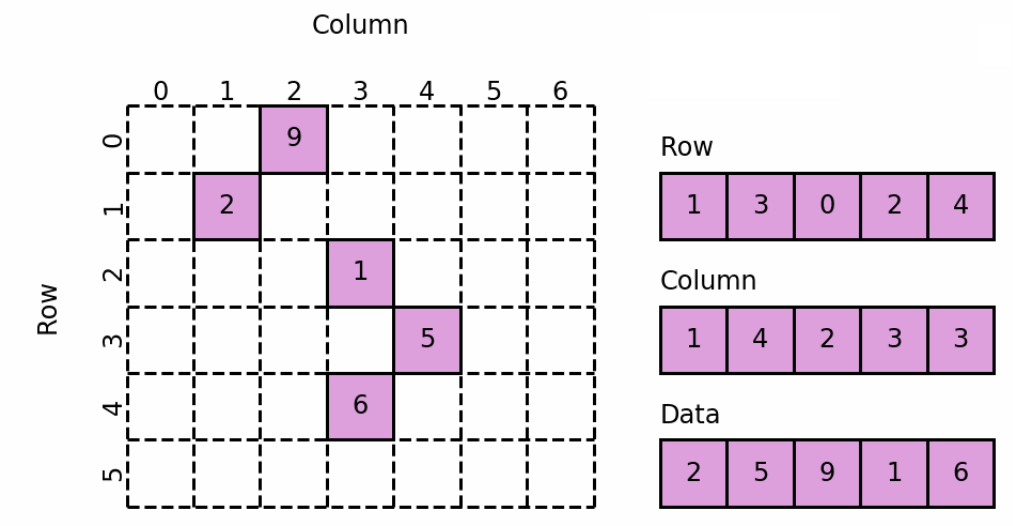 Column
0 1 2 3 4 5 6
0 9
1 2
2 1
3 5
4 6
5
Row
Row
1 3 0 2 4
Column
1 4 2 3 3
Data
2 5 9 1 6